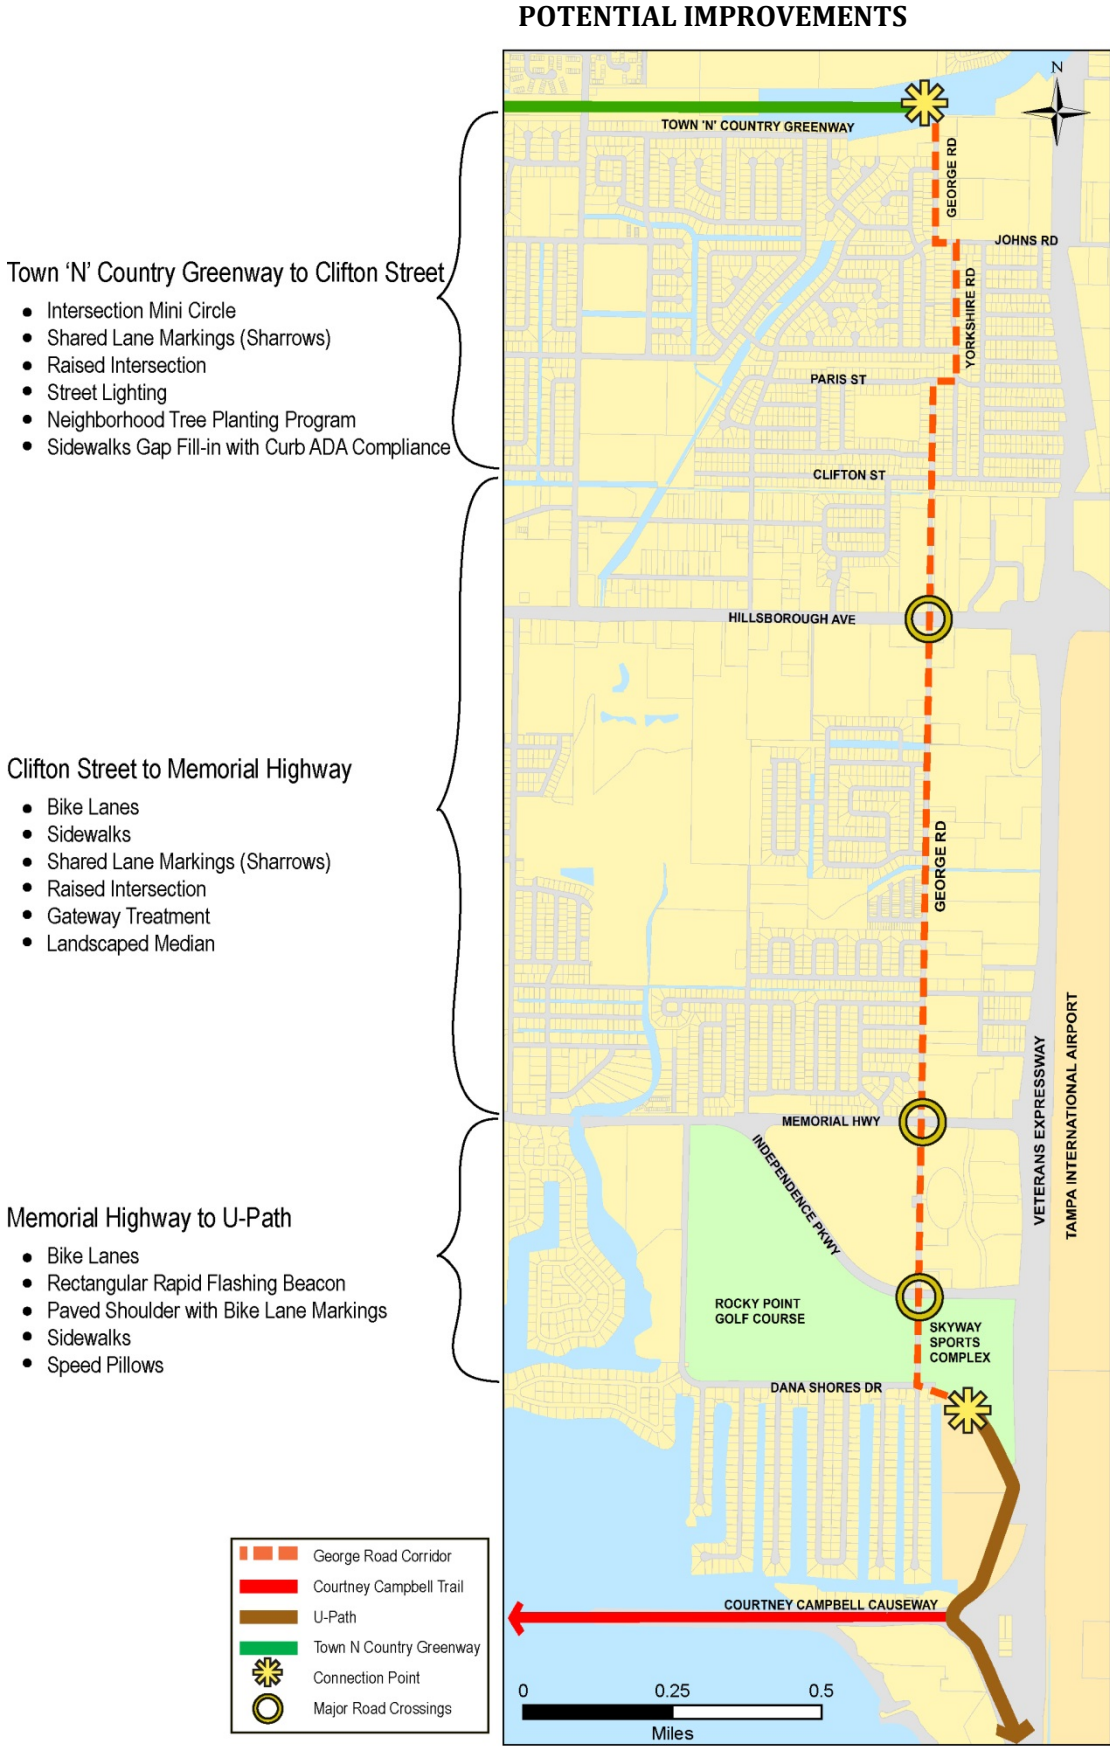 POTENTIAL IMPROVEMENTS
N
TOWN 'N' COUNTRY GREENWAY
GEORGE RD
JOHNS RD
YORKSHIRE RD
PARIS ST
CLIFTON ST
HILLSBOROUGH AVE
GEORGE RD
MEMORIAL HWY
INDEPENDENCE PKWY
VETERANS EXPRESSWAY
TAMPA INTERNATIONAL AIRPORT
ROCKY POINT
GOLF COURSE
SKYWAY
SPORTS
COMPLEX
DANA SHORES DR
COURTNEY CAMPBELL CAUSEWAY
0 0.25 0.5
Miles
Town ‘N’ Country Greenway to Clifton Street
• Intersection Mini Circle
• Shared Lane Markings (Sharrows)
• Raised Intersection
• Street Lighting
• Neighborhood Tree Planting Program
• Sidewalks Gap Fill-in with Curb ADA Compliance
Clifton Street to Memorial Highway
• Bike Lanes
• Sidewalks
• Shared Lane Markings (Sharrows)
• Raised Intersection
• Gateway Treatment
• Landscaped Median
Memorial Highway to U-Path
• Bike Lanes
• Rectangular Rapid Flashing Beacon
• Paved Shoulder with Bike Lane Markings
• Sidewalks
• Speed Pillows
George Road Corridor
Courtney Campbell Trail
U-Path
Town N Country Greenway
Connection Point
Major Road Crossings